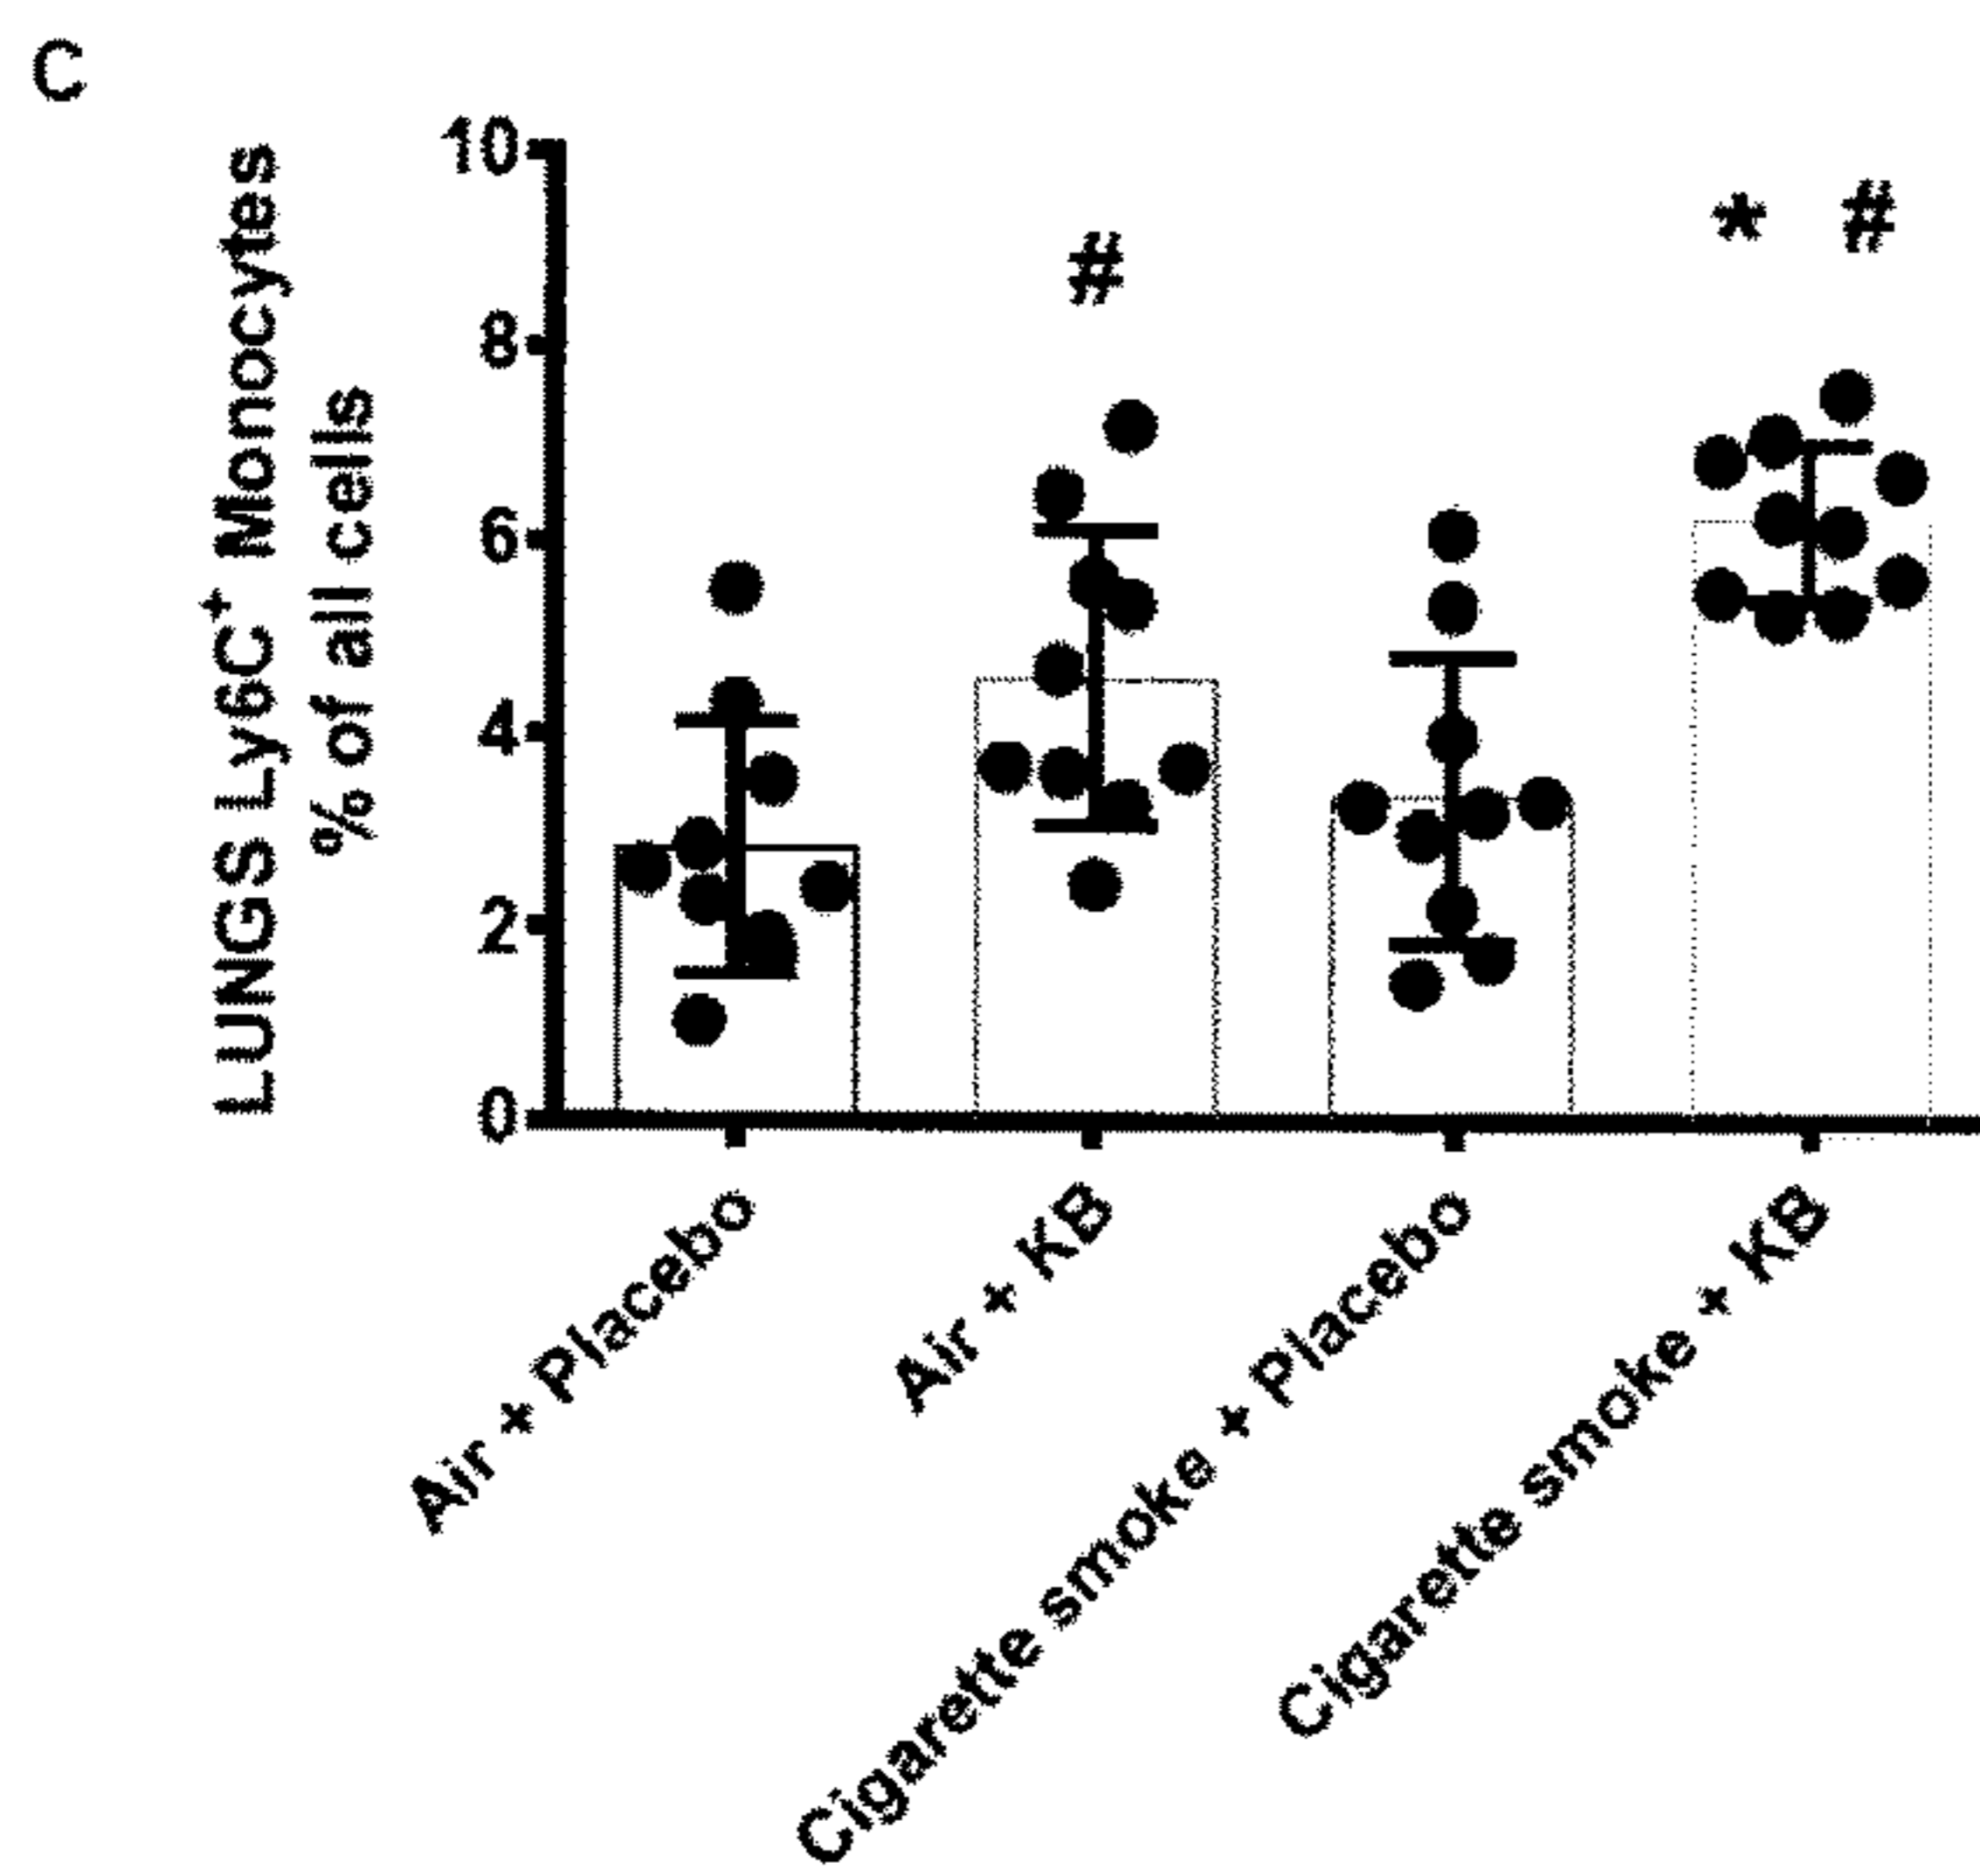 C
LUNGS Ly6C+ Monocytes
% of all cells
10
8
6
4
2
0
#
* #
Air + Placebo
Air + KB
Cigarette smoke + Placebo
Cigarette smoke + KB